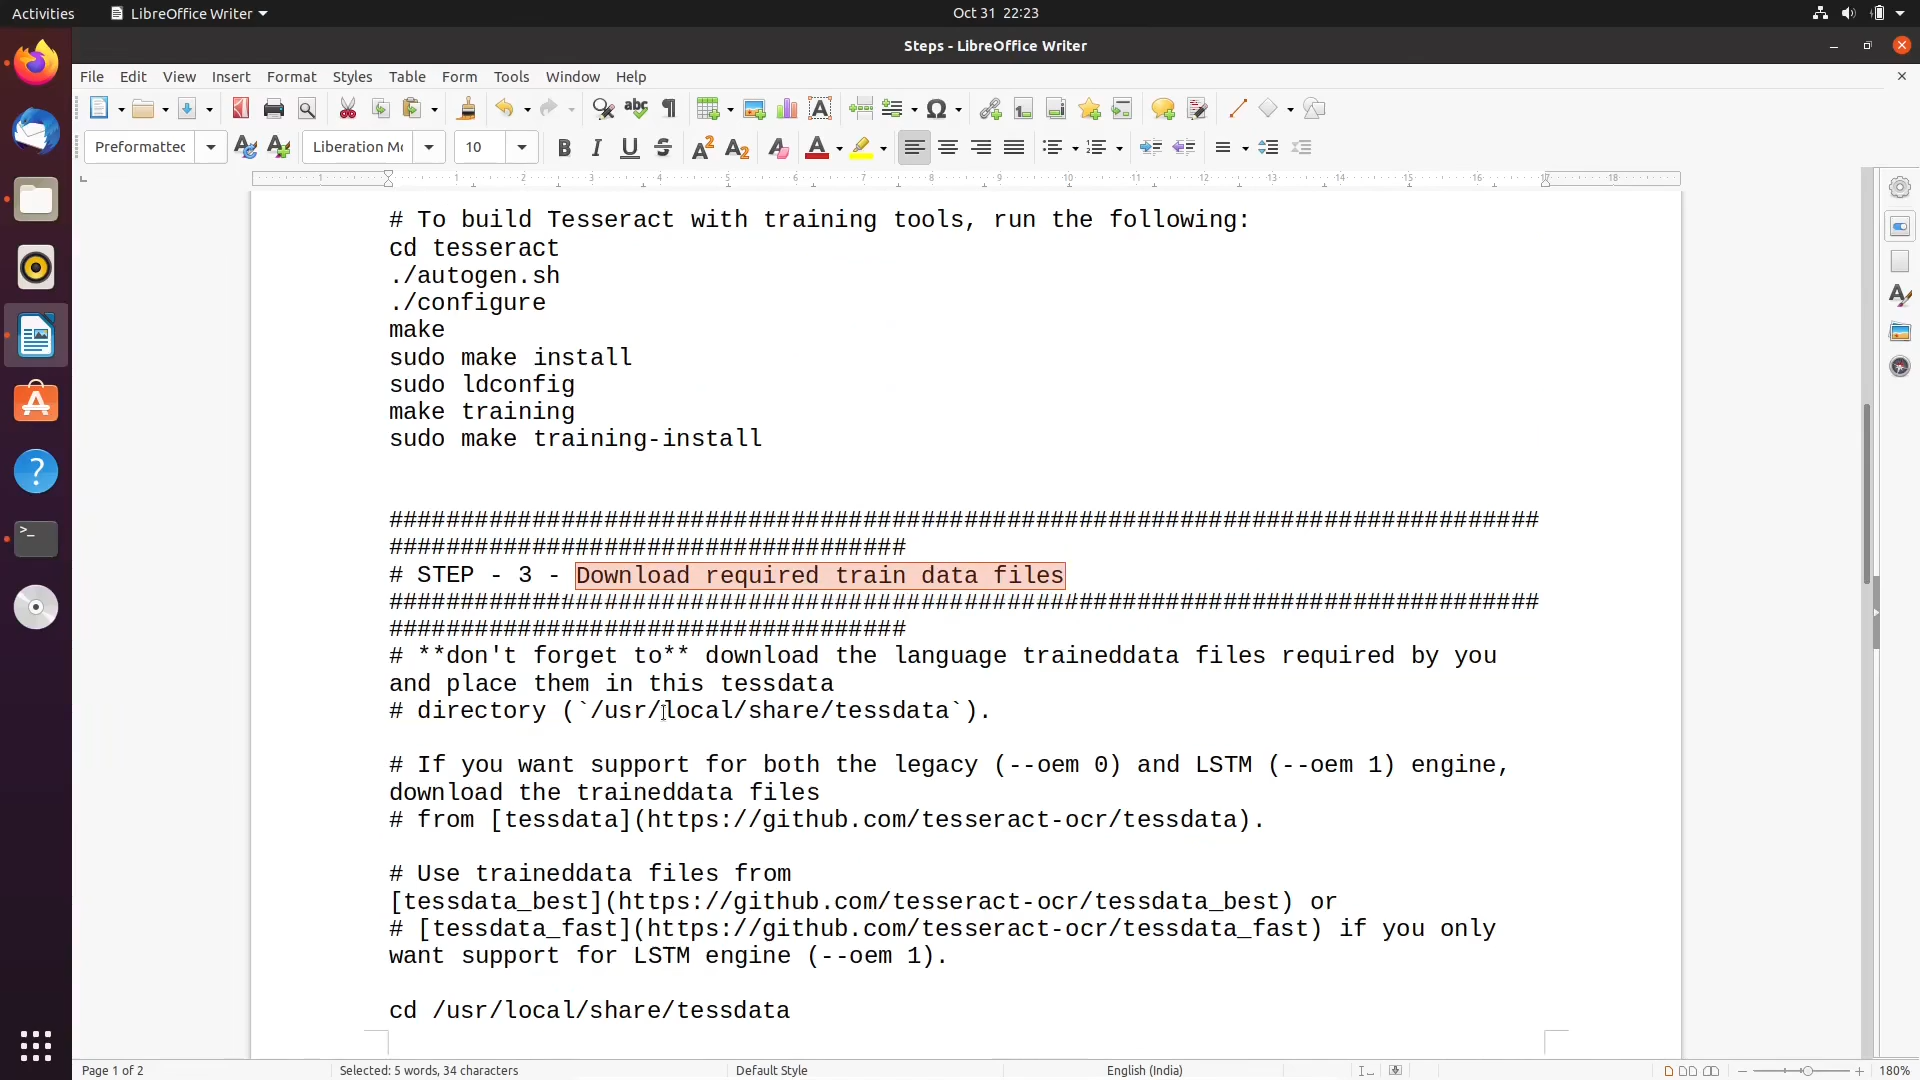 Activities
LibreOffice Writer
Oct 31 22:23
Steps - LibreOffice Writer
File Edit View Insert Format Styles Table Form Tools Window Help
Preformattec
Liberation Mc
10
# To build Tesseract with training tools, run the following:
cd tesseract
./autogen.sh
./configure
make
sudo make install
sudo ldconfig
make training
sudo make training-install
################################################################################
####################################
# STEP - 3 - Download required train data files
################################################################################
####################################
# **don't forget to** download the language traineddata files required by you
and place them in this tessdata
# directory (`/usr/local/share/tessdata`).
# If you want support for both the legacy (--oem 0) and LSTM (--oem 1) engine,
download the traineddata files
# from [tessdata](https://github.com/tesseract-ocr/tessdata).
# Use traineddata files from
[tessdata_best](https://github.com/tesseract-ocr/tessdata_best) or
# [tessdata_fast](https://github.com/tesseract-ocr/tessdata_fast) if you only
want support for LSTM engine (--oem 1).
cd /usr/local/share/tessdata
Page 1 of 2
Selected: 5 words, 34 characters
Default Style
English (India)
180%